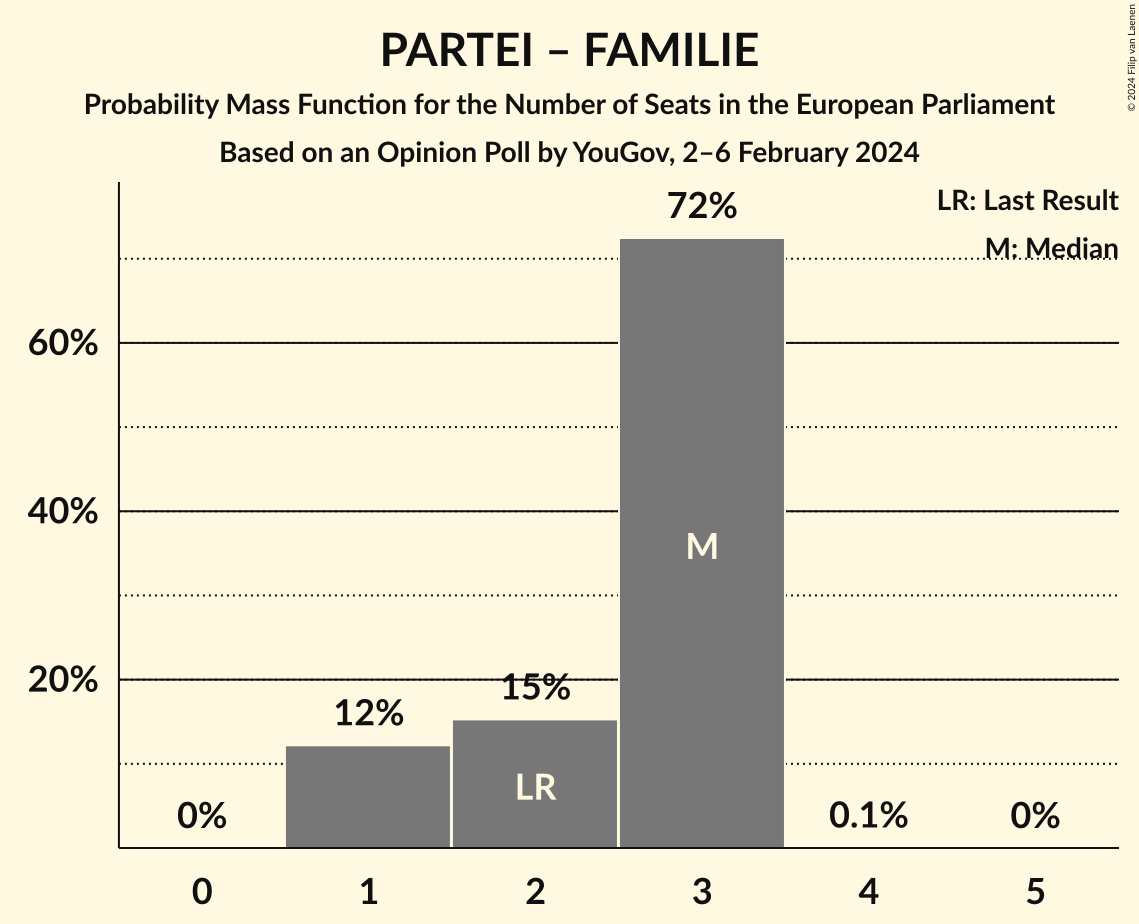 PARTEI – FAMILIE
Probability Mass Function for the Number of Seats in the European Parliament
Based on an Opinion Poll by YouGov, 2–6 February 2024
© 2024 Filip van Laenen
LR: Last Result
M: Median
72%
60%
40%
20%
M
15%
12%
LR
0%
0.1%
0%
0 1 2 3 4 5